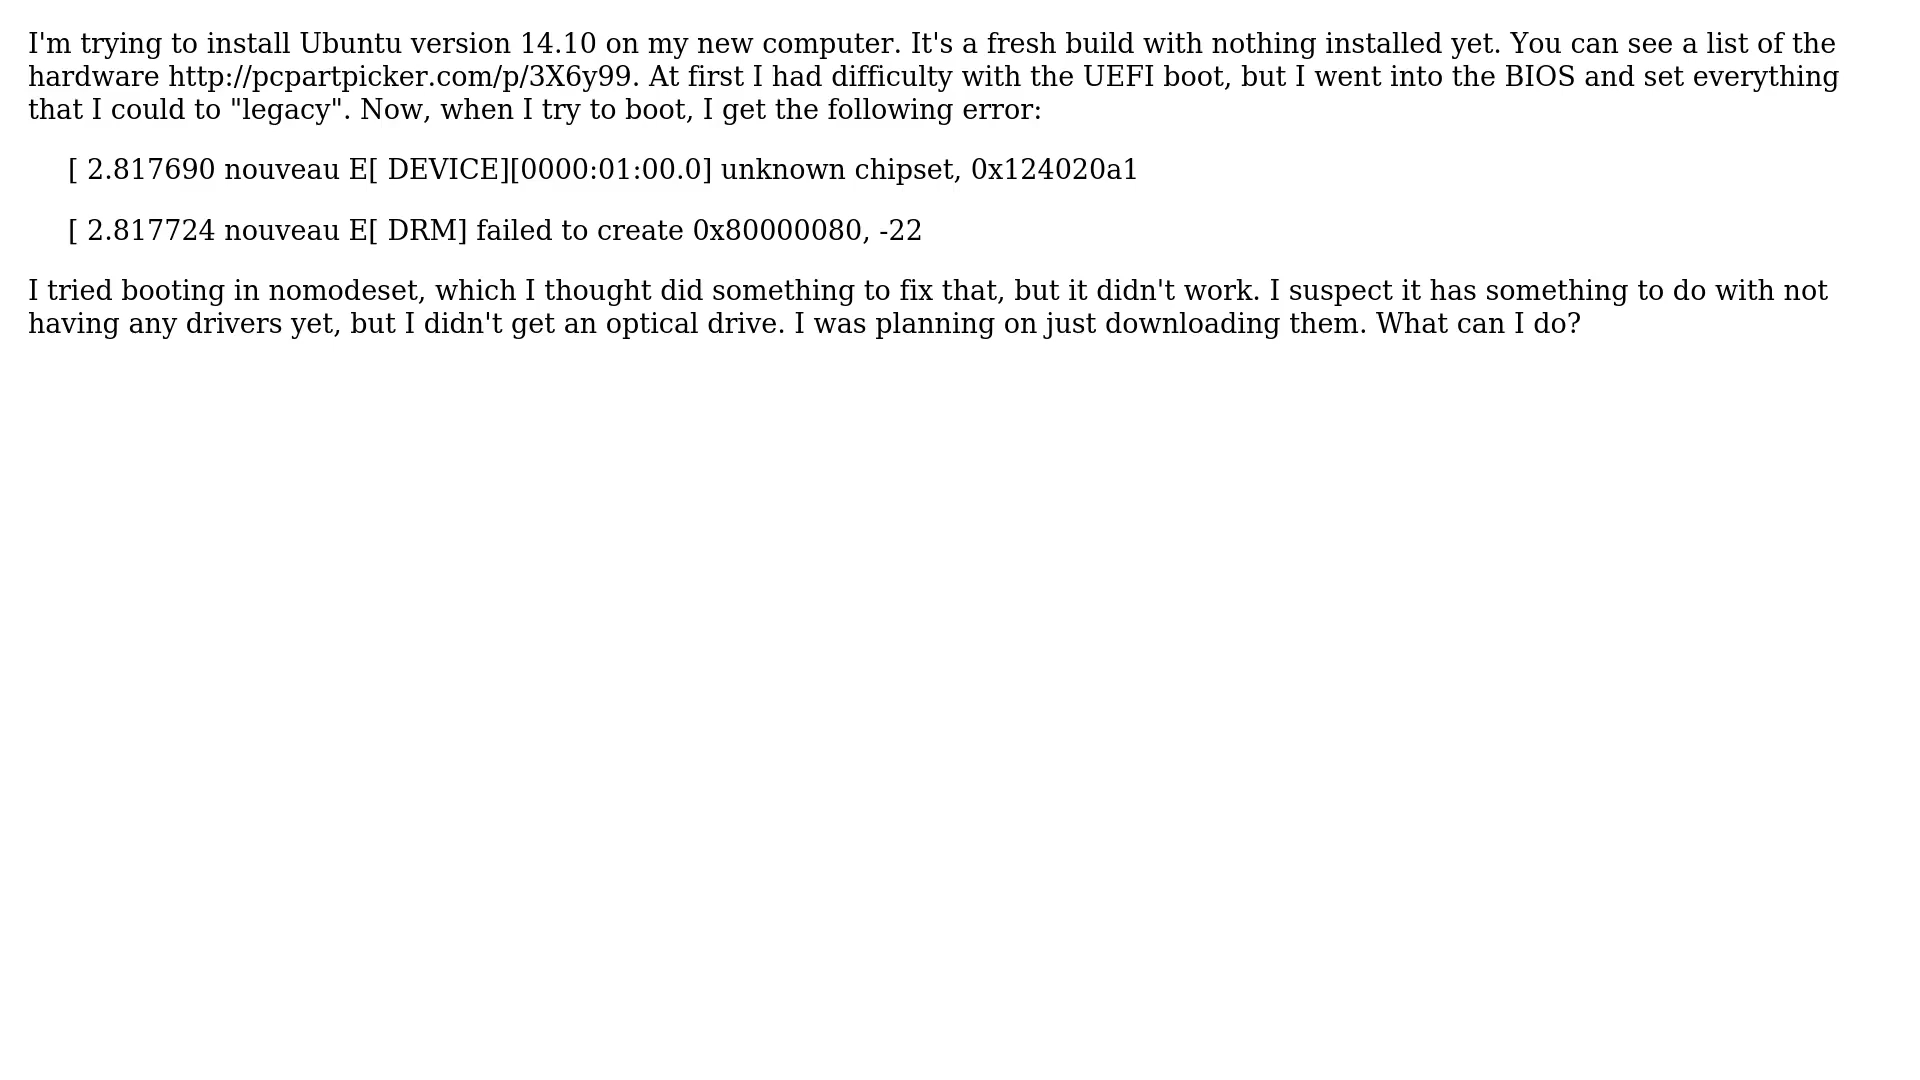 I'm trying to install Ubuntu version 14.10 on my new computer. It's a fresh build with nothing installed yet. You can see a list of the
hardware http://pcpartpicker.com/p/3X6y99. At first I had difficulty with the UEFI boot, but I went into the BIOS and set everything
that I could to "legacy". Now, when I try to boot, I get the following error:
[ 2.817690 nouveau E[ DEVICE][0000:01:00.0] unknown chipset, 0x124020a1
[ 2.817724 nouveau E[ DRM] failed to create 0x80000080, -22
I tried booting in nomodeset, which I thought did something to fix that, but it didn't work. I suspect it has something to do with not
having any drivers yet, but I didn't get an optical drive. I was planning on just downloading them. What can I do?